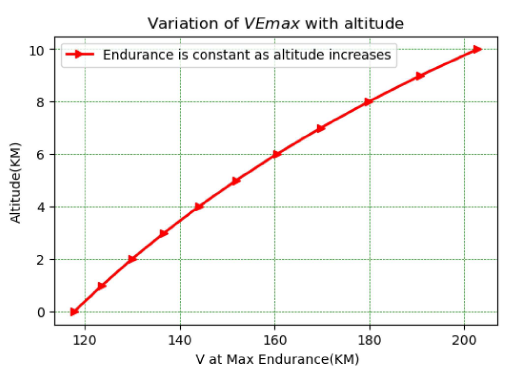 Variation of VEmax with altitude
Endurance is constant as altitude increases
Altitude(KM)
10
8
6
4
2
0
120 140 160 180 200
V at Max Endurance(KM)